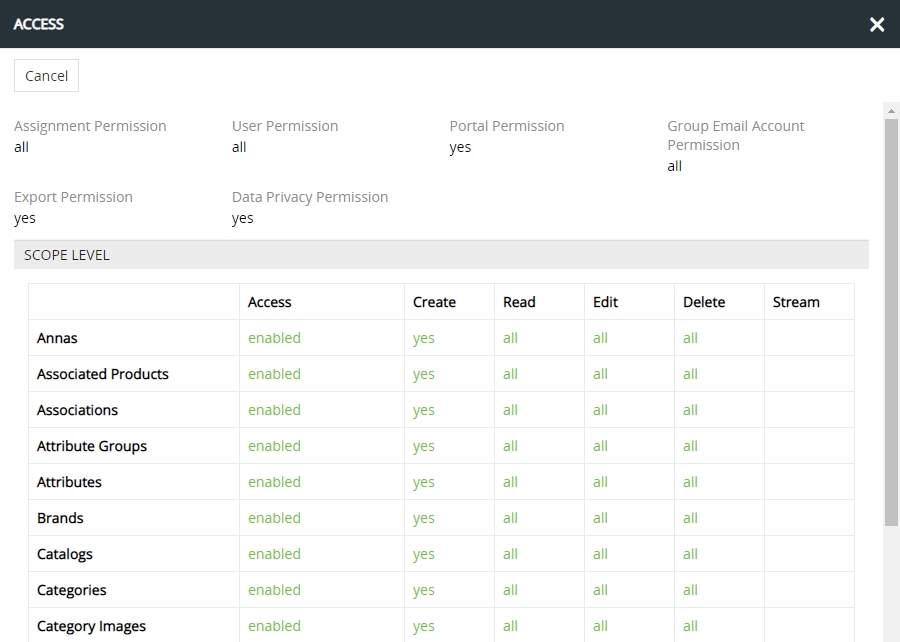 ACCESS
Cancel
Assignment Permission User Permission Portal Permission Group Email Account Permission
all all yes all
Export Permission Data Privacy Permission
yes yes
SCOPE LEVEL
Access Create Read Edit Delete Stream
Annas enabled yes all all all
Associated Products enabled yes all all all
Associations enabled yes all all all
Attribute Groups enabled yes all all all
Attributes enabled yes all all all
Brands enabled yes all all all
Catalogs enabled yes all all all
Categories enabled yes all all all
Category Images enabled yes all all all